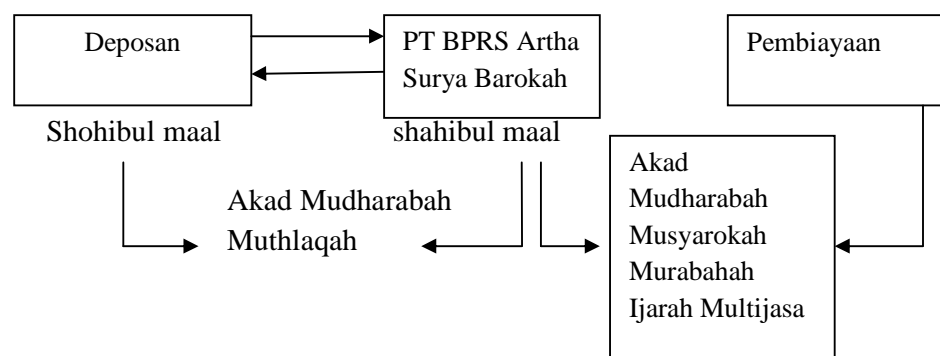 Deposan
PT BPRS Artha
Surya Barokah
Pembiayaan
Shohibul maal
shahibul maal
Akad Mudharabah
Muthlaqah
Akad
Mudharabah
Musyarokah
Murabahah
Ijarah Multijasa